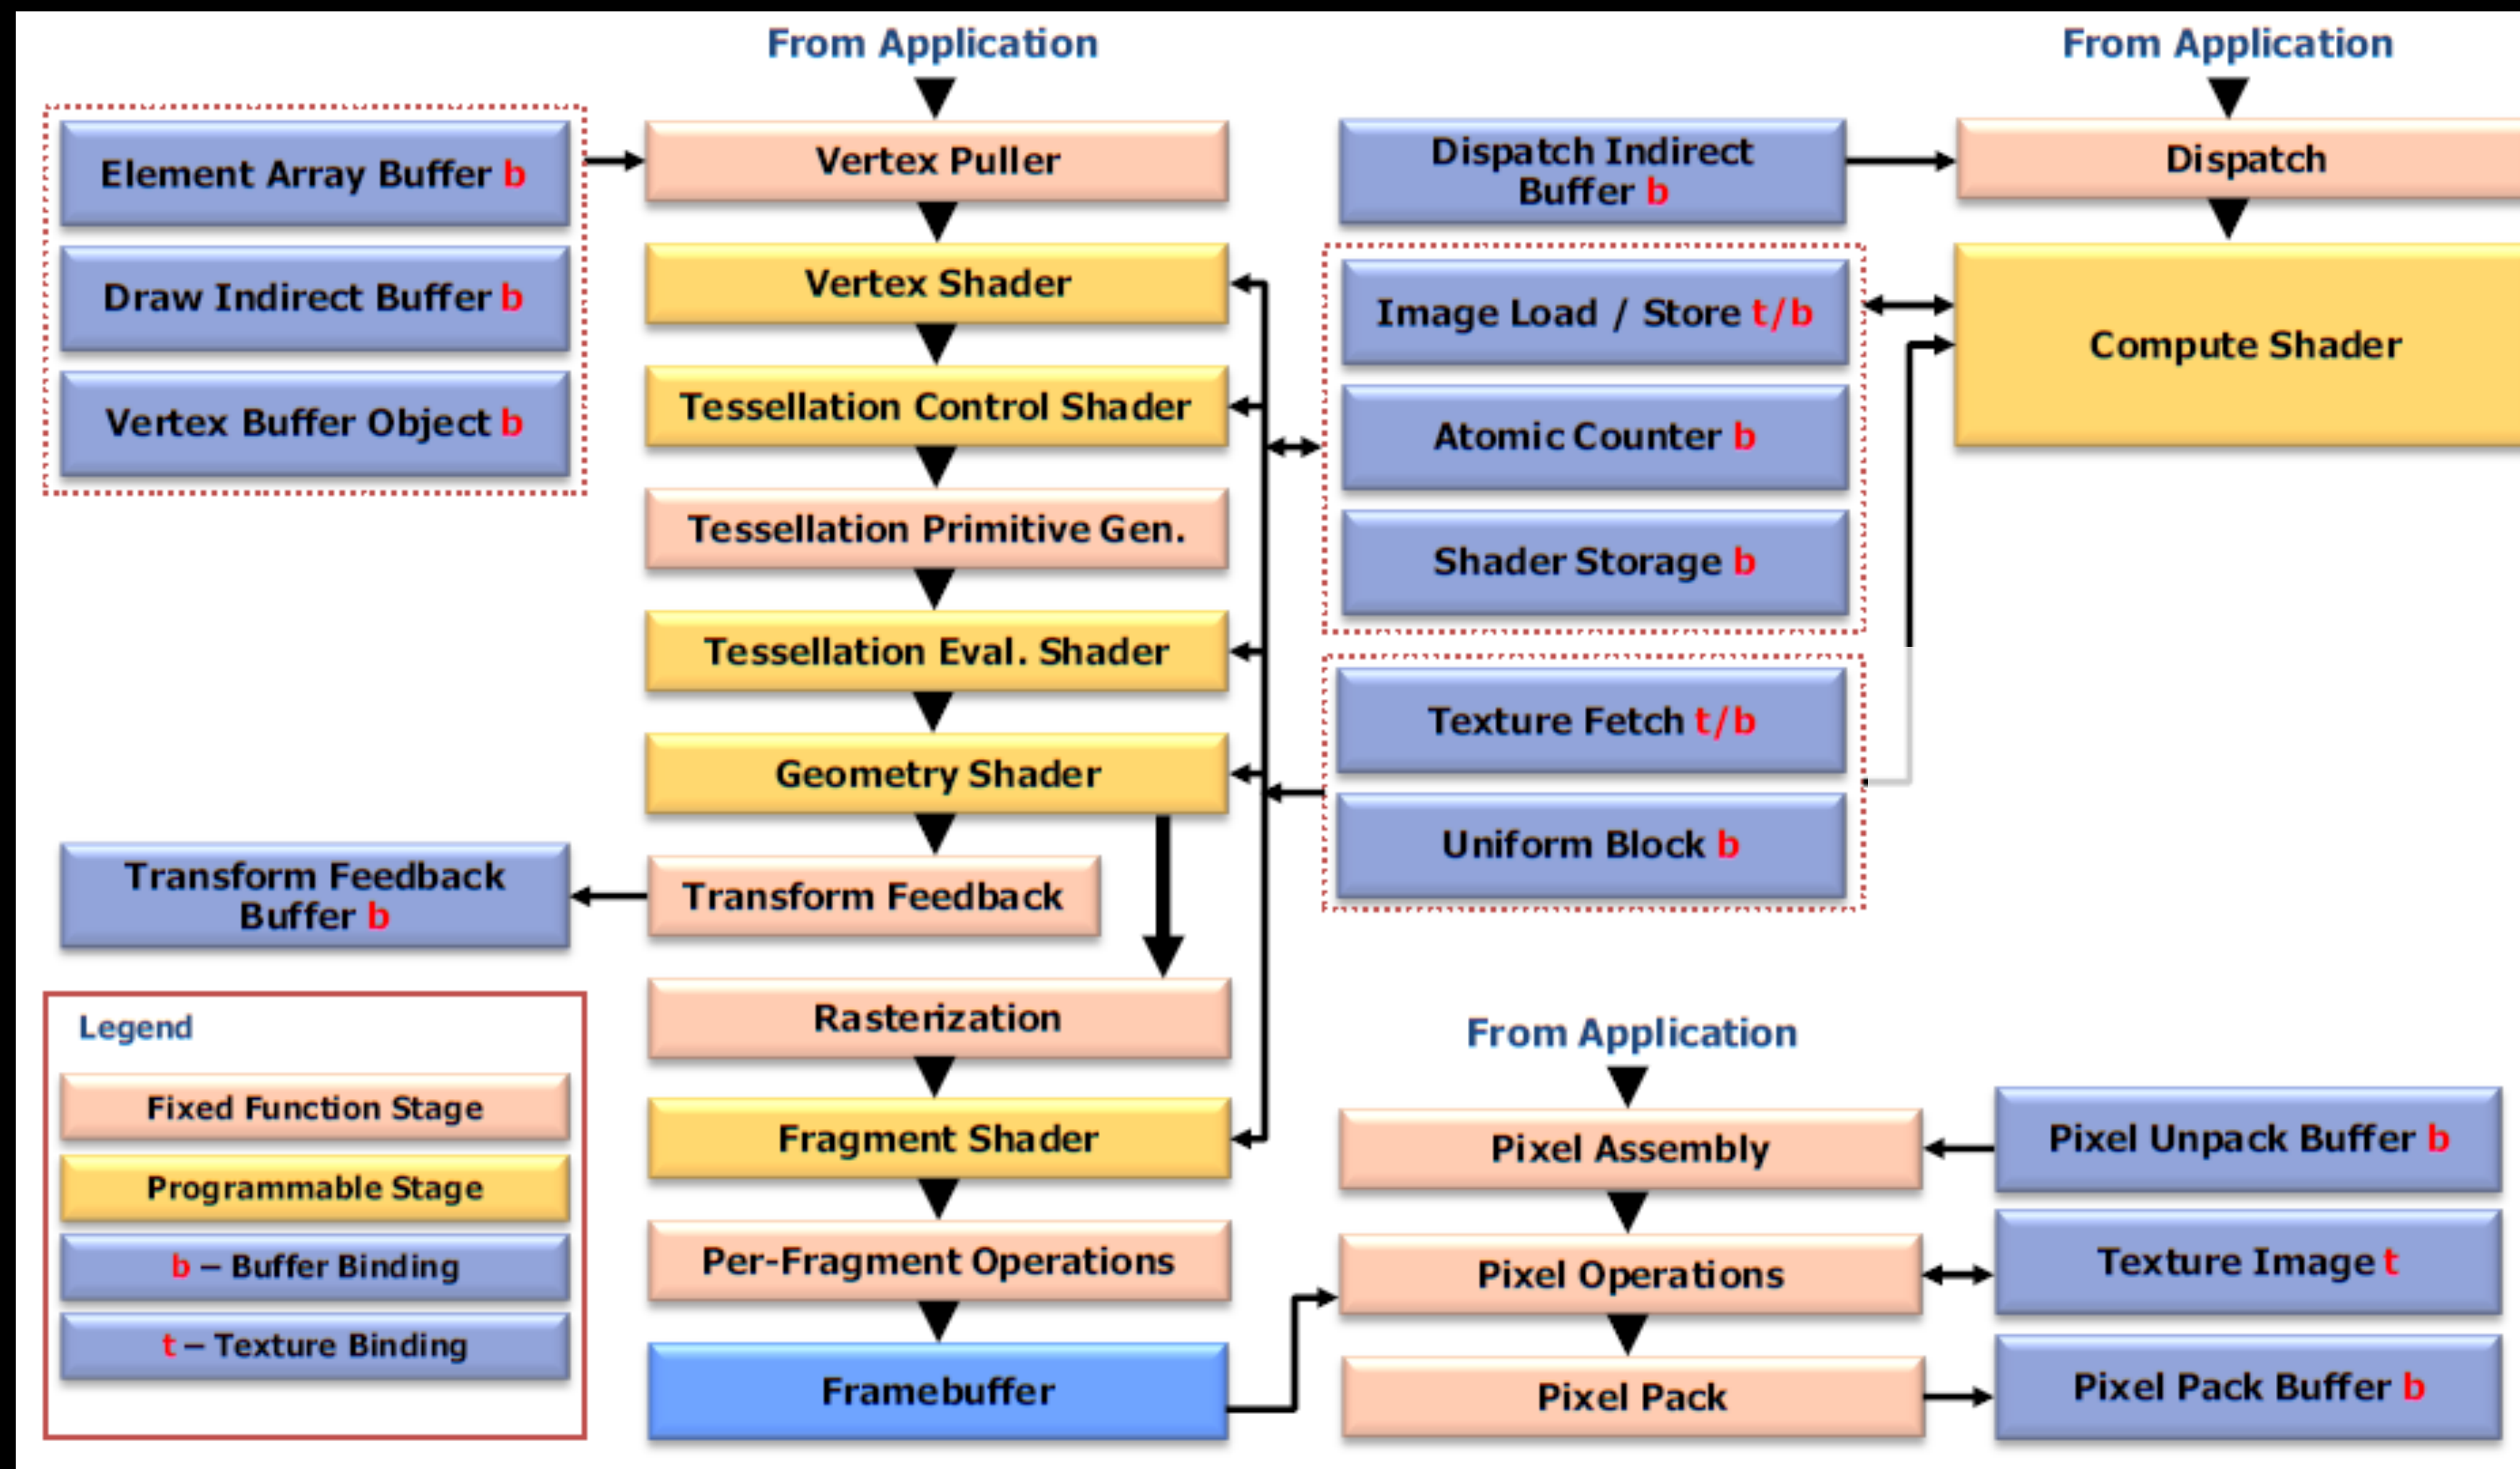 From Application
Element Array Buffer b
Draw Indirect Buffer b
Vertex Buffer Object b
Vertex Puller
Vertex Shader
Tessellation Control Shader
Tessellation Primitive Gen.
Tessellation Eval. Shader
Geometry Shader
Transform Feedback
Transform Feedback
Buffer b
Rasterization
Fragment Shader
Per-Fragment Operations
Framebuffer
Legend
Fixed Function Stage
Programmable Stage
b – Buffer Binding
t – Texture Binding
From Application
Dispatch Indirect
Buffer b
Dispatch
Image Load / Store t/b
Atomic Counter b
Shader Storage b
Compute Shader
Texture Fetch t/b
Uniform Block b
From Application
Pixel Assembly
Pixel Unpack Buffer b
Pixel Operations
Texture Image t
Pixel Pack
Pixel Pack Buffer b